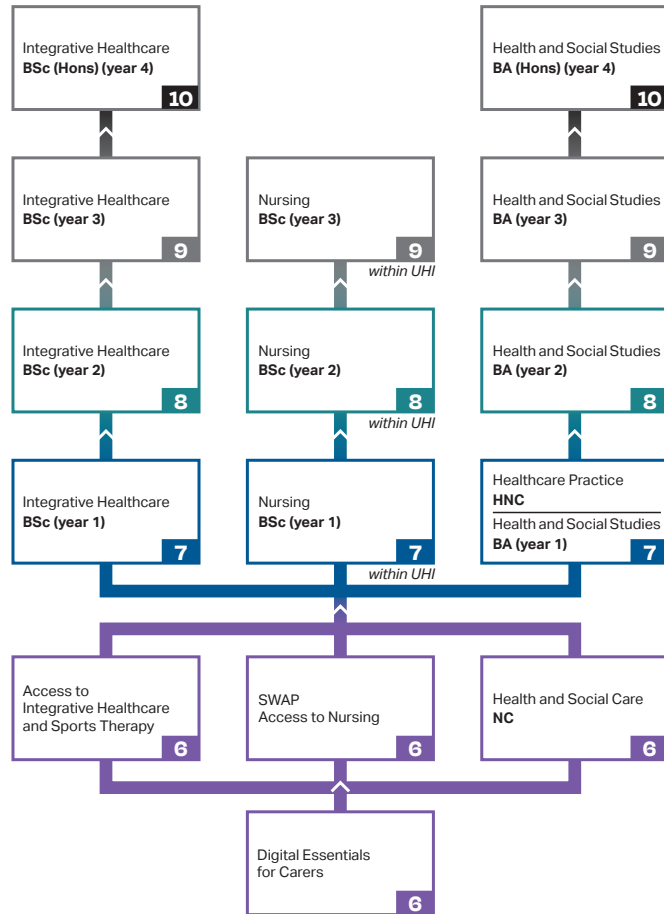 Integrative Healthcare
BSc (Hons) (year 4)
10
Health and Social Studies
BA (Hons) (year 4)
10
Integrative Healthcare
BSc (year 3)
9
Nursing
BSc (year 3)
9
within UHI
Health and Social Studies
BA (year 3)
9
Integrative Healthcare
BSc (year 2)
8
Nursing
BSc (year 2)
8
within UHI
Health and Social Studies
BA (year 2)
8
Integrative Healthcare
BSc (year 1)
7
Nursing
BSc (year 1)
7
within UHI
Healthcare Practice
HNC
Health and Social Studies
BA (year 1)
7
Access to
Integrative Healthcare
and Sports Therapy
6
SWAP
Access to Nursing
6
Health and Social Care
NC
6
Digital Essentials
for Carers
6